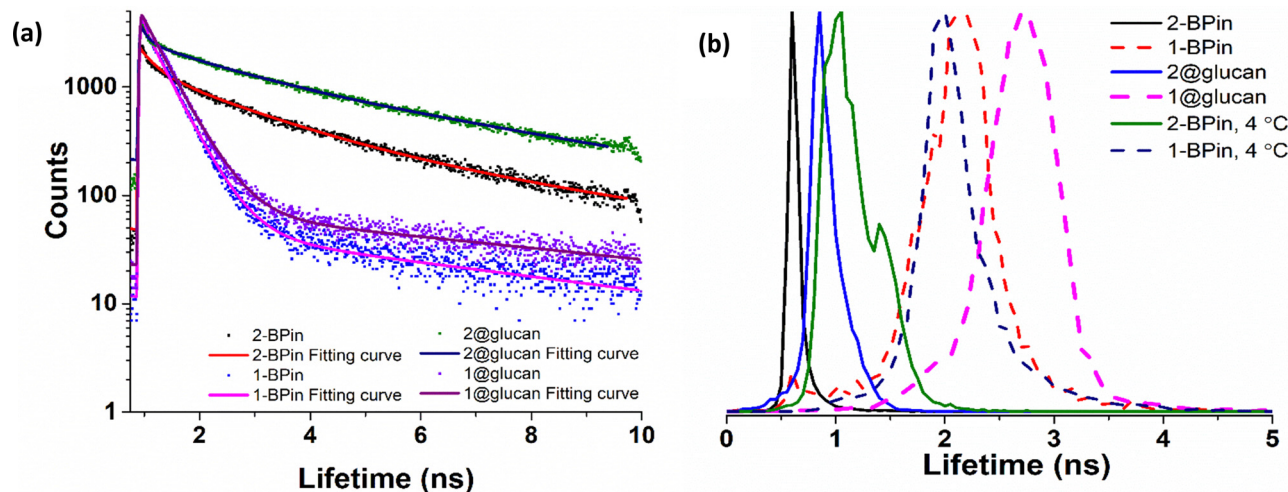 (a)
Counts
1000
100
10
1
2-BPin
2-BPin Fitting curve
1-BPin
1-BPin Fitting curve
2@glucan
2@glucan Fitting curve
1@glucan
1@glucan Fitting curve
2 4 6 8 10
Lifetime (ns)
(b)
2-BPin
1-BPin
2@glucan
1@glucan
2-BPin, 4 °C
1-BPin, 4 °C
0 1 2 3 4 5
Lifetime (ns)